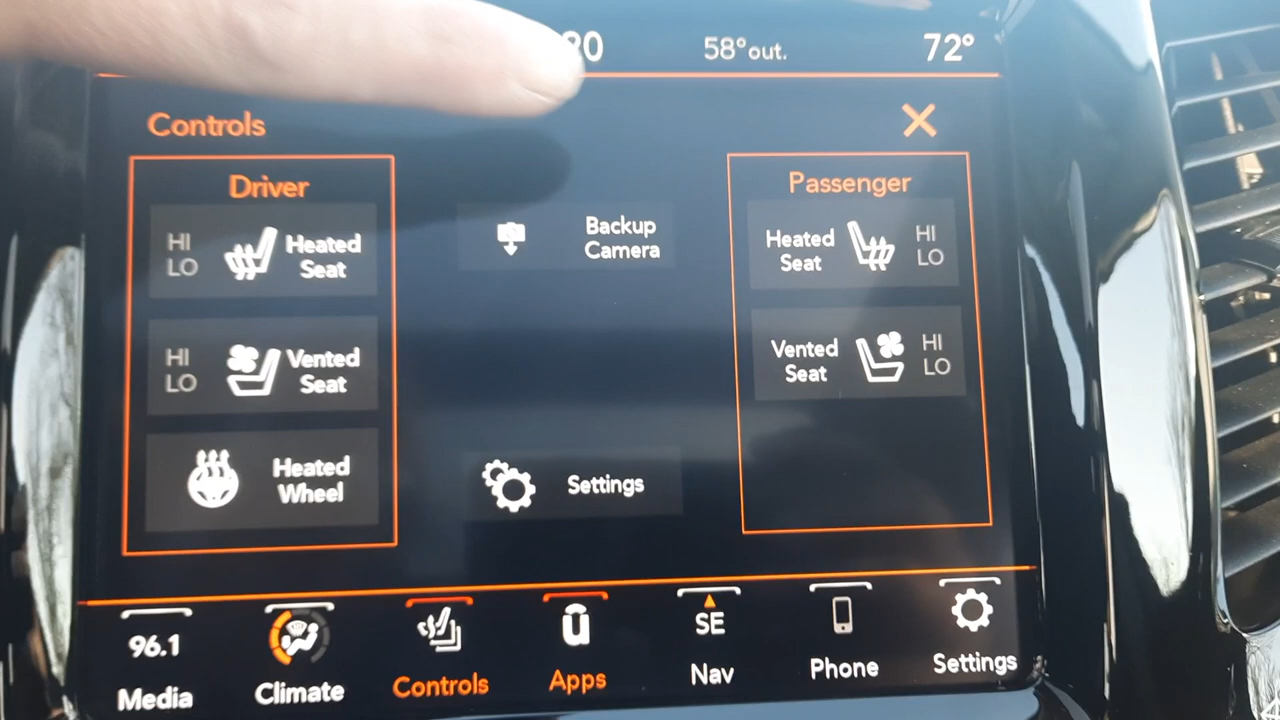 58° out. 72°
Controls
Driver
HI
LO
Heated
Seat
HI
LO
Vented
Seat
Heated
Wheel
Backup
Camera
Settings
Passenger
Heated
Seat
HI
LO
Vented
Seat
HI
LO
96.1
Media
Climate
Controls
Apps
SE
Nav
Phone
Settings